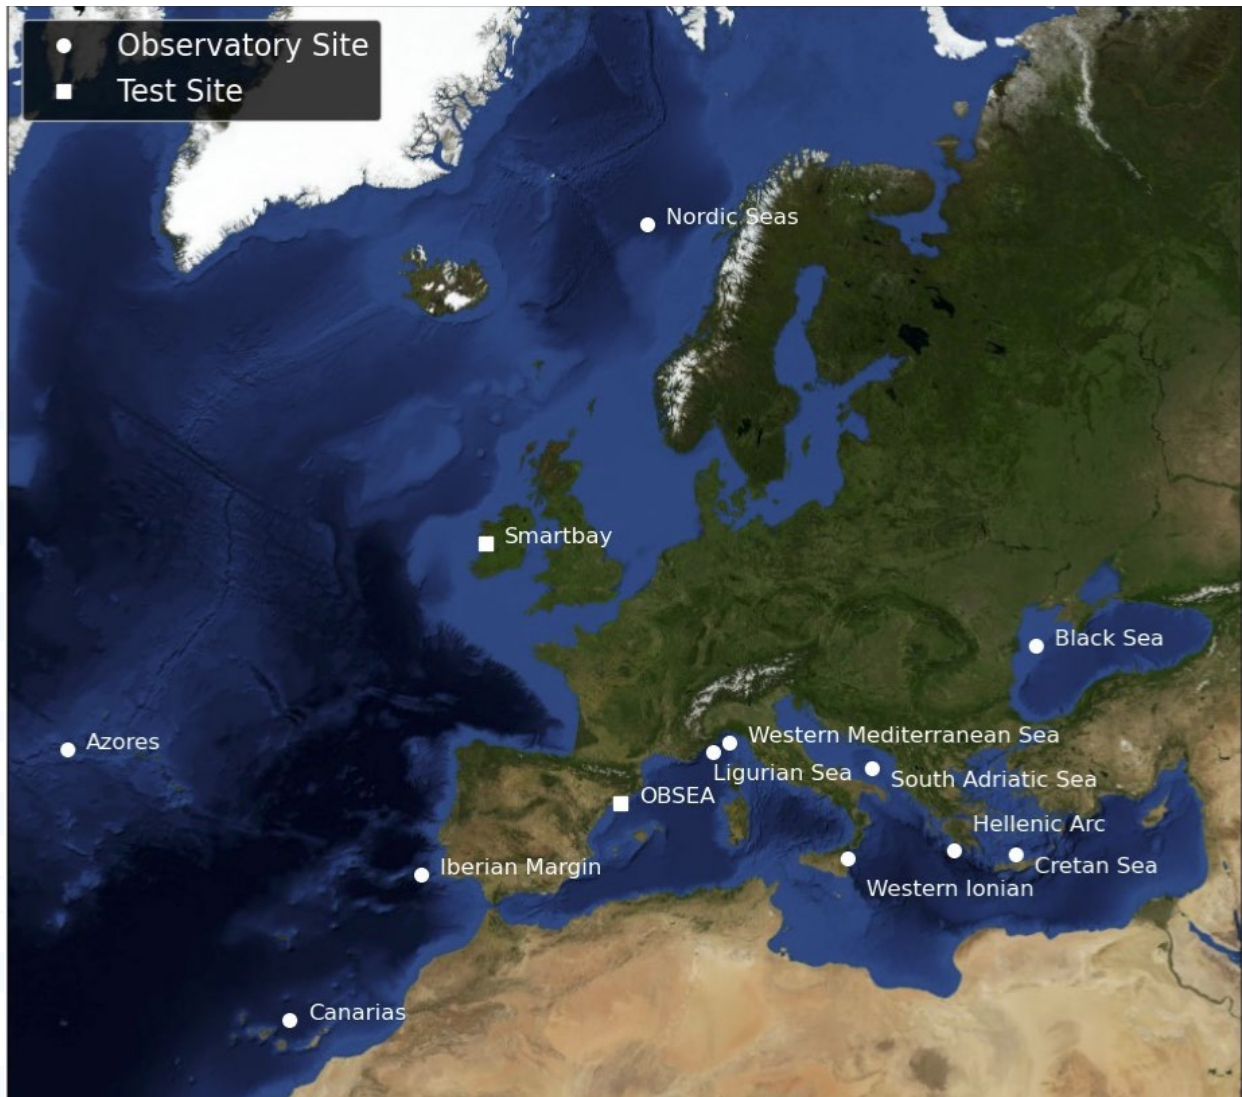 Observatory Site
Test Site
Nordic Seas
Smartbay
Black Sea
Azores
Western Mediterranean Sea
Ligurian Sea
South Adriatic Sea
OBSEA
Hellenic Arc
Iberian Margin
Cretan Sea
Western Ionian
Canarias